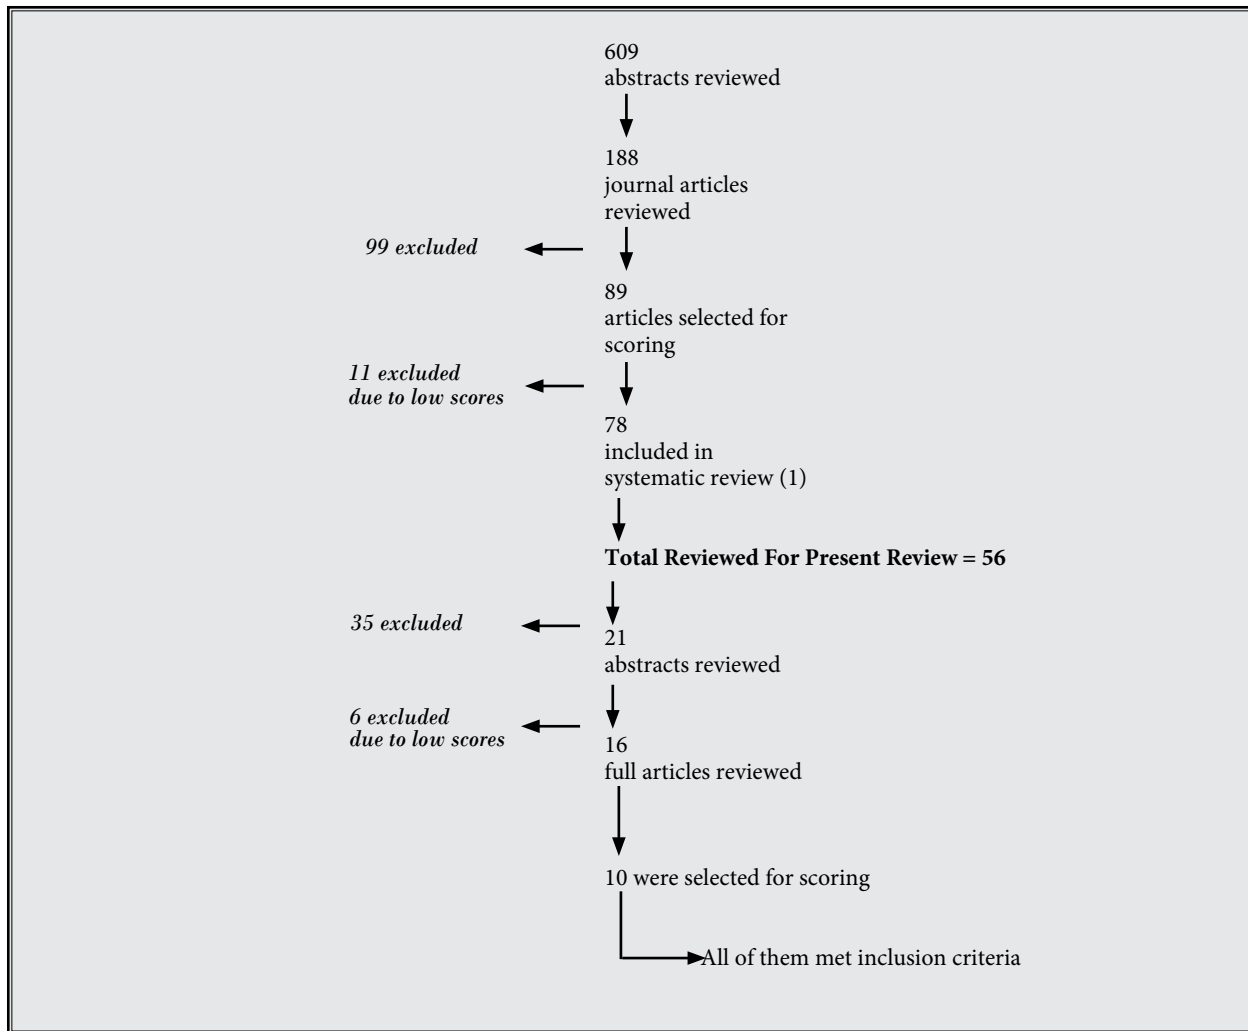 609
abstracts reviewed
188
journal articles
reviewed
99 excluded
89
articles selected for
scoring
11 excluded
due to low scores
78
included in
systematic review (1)
Total Reviewed For Present Review = 56
35 excluded
21
abstracts reviewed
6 excluded
due to low scores
16
full articles reviewed
10 were selected for scoring
All of them met inclusion criteria